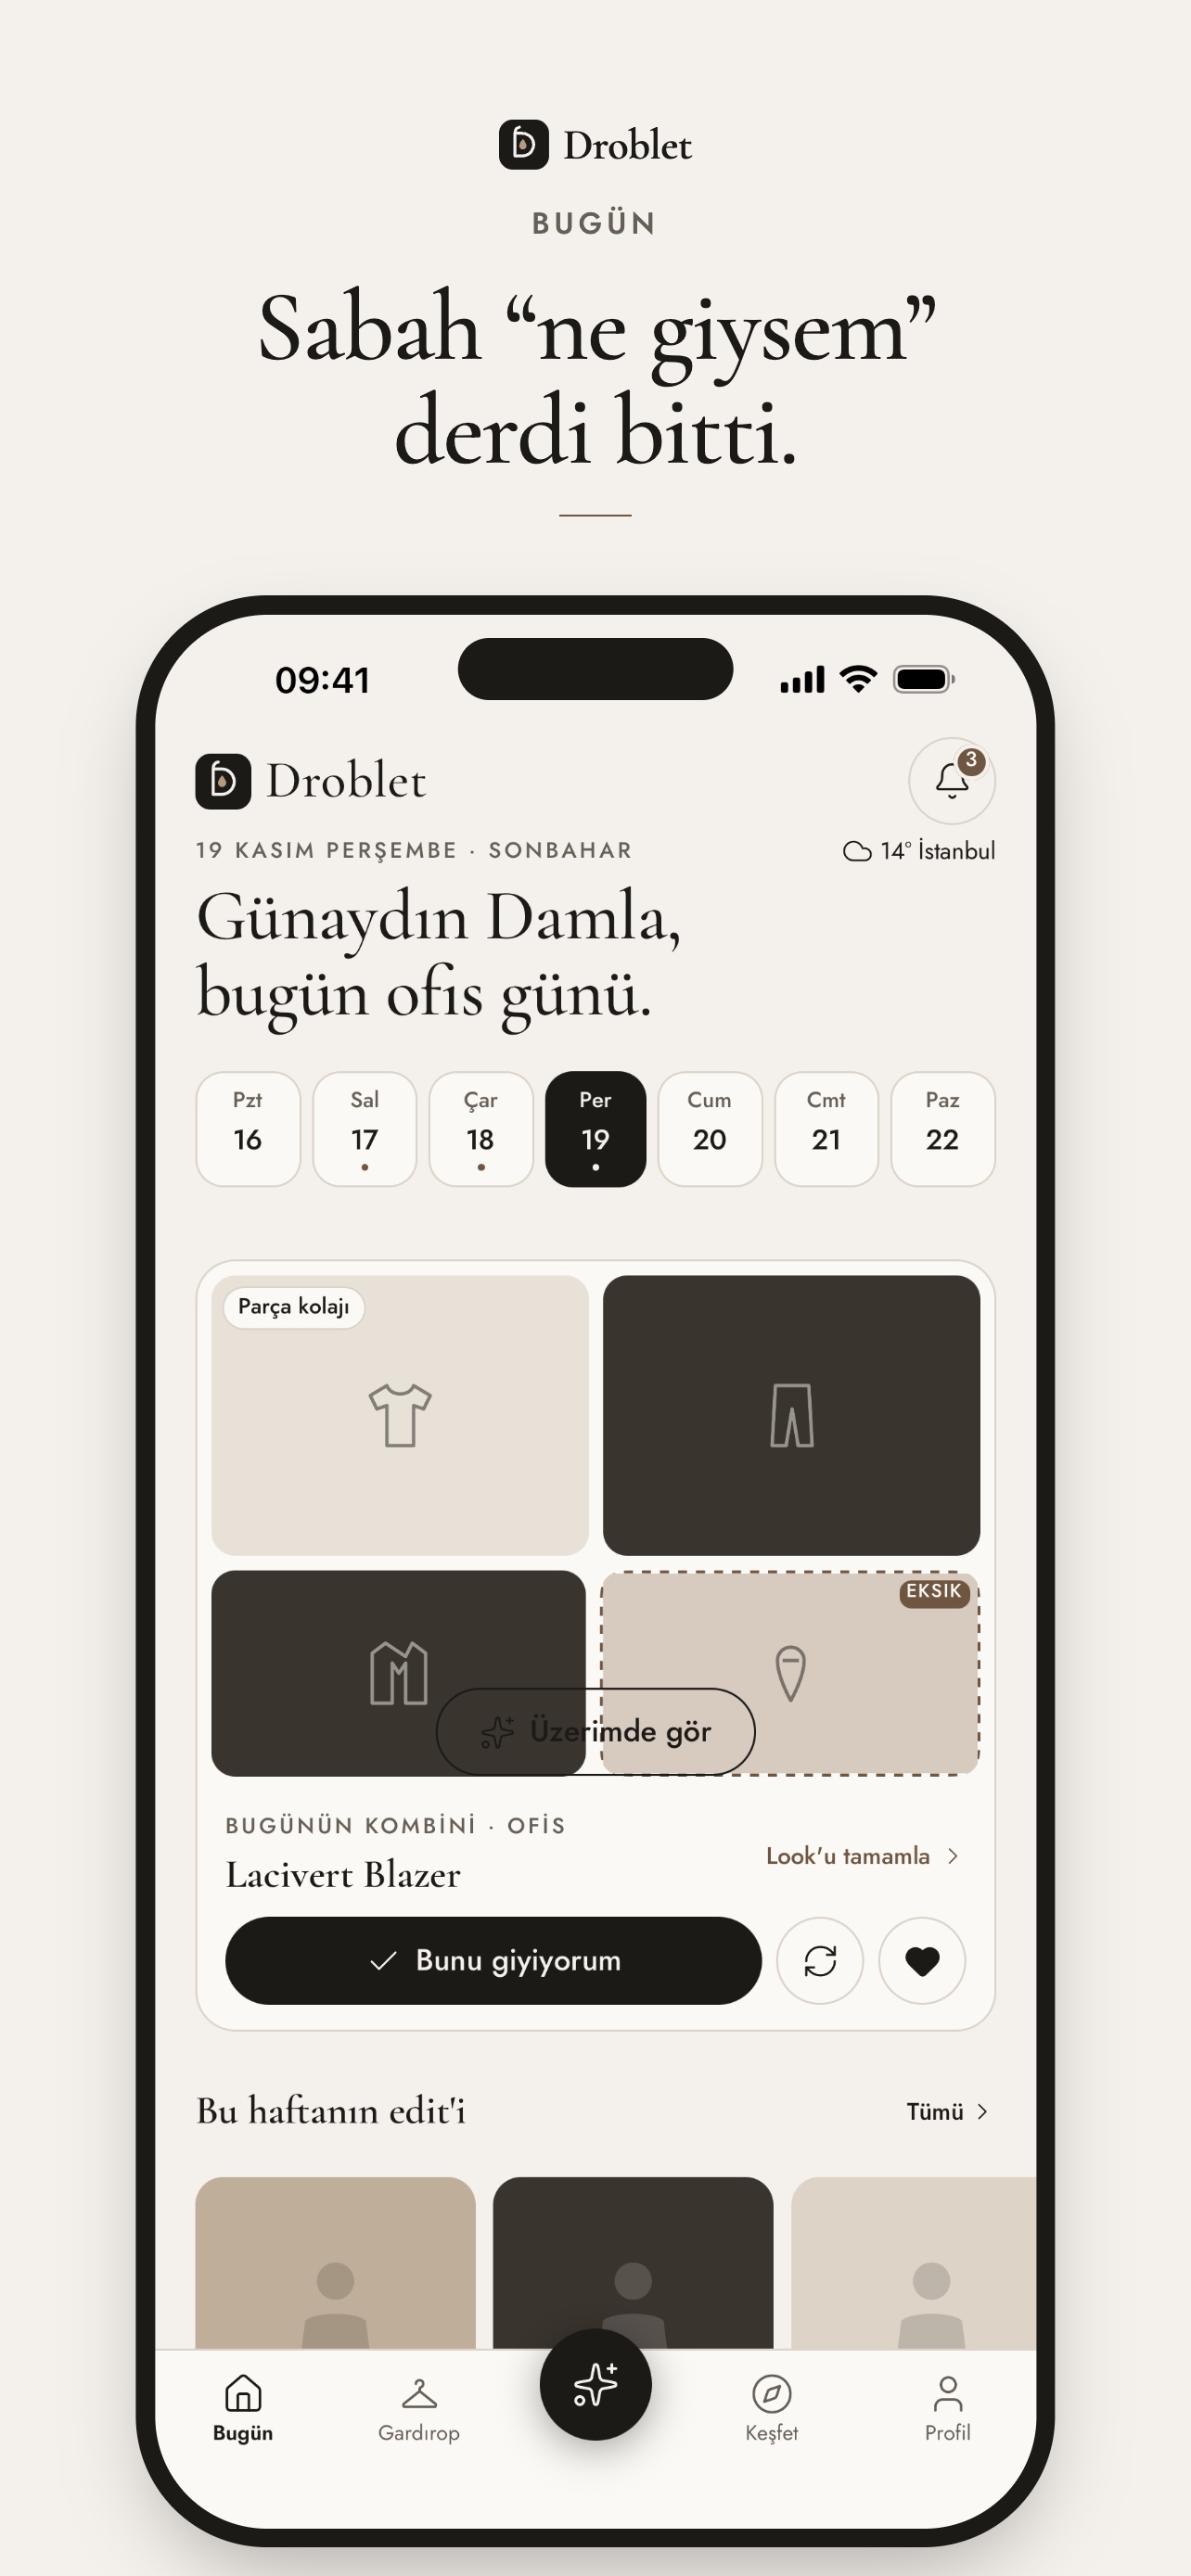 Droblet
BUGÜN
Sabah “ne giysem”
derdi bitti.
09:41
Droblet
3
19 KASIM PERŞEMBE · SONBAHAR
14° İstanbul
Günaydın Damla,
bugün ofis günü.
Pzt Sal Çar Per Cum Cmt Paz
16 17 18 19 20 21 22
Parça kolajı
EKSIK
Üzerimde gör
BUGÜNÜN KOMBİNİ · OFİS
Lacivert Blazer
Look'u tamamla
Bunu giyiyorum
Bu haftanın edit'i
Tümü
Bugün
Gardırop
Keşfet
Profil